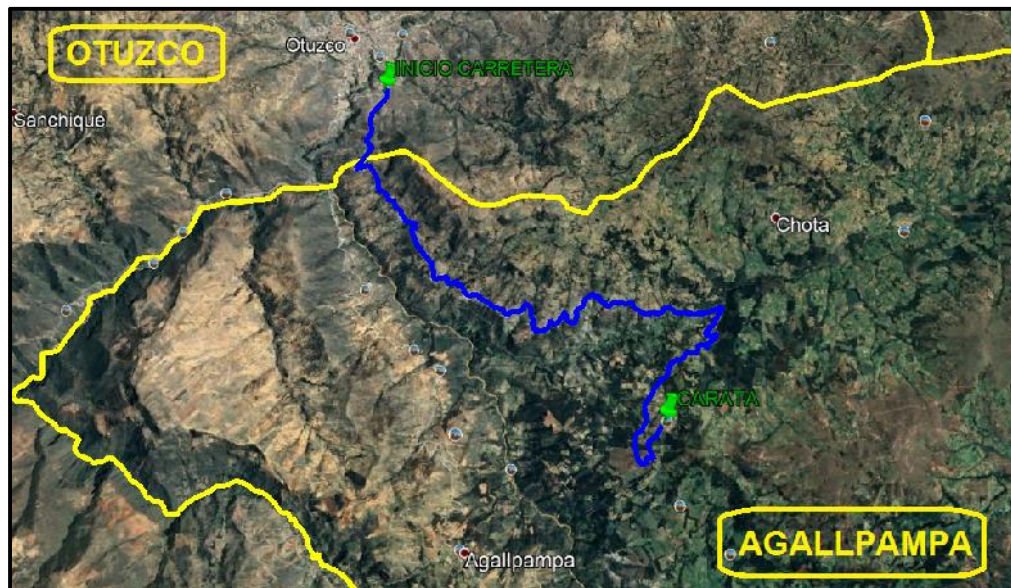 OTUZCO
Otuzco
INICIO CARRETERA
Sanchique
Chota
CARATA
Agallpampa
AGALLPAMPA